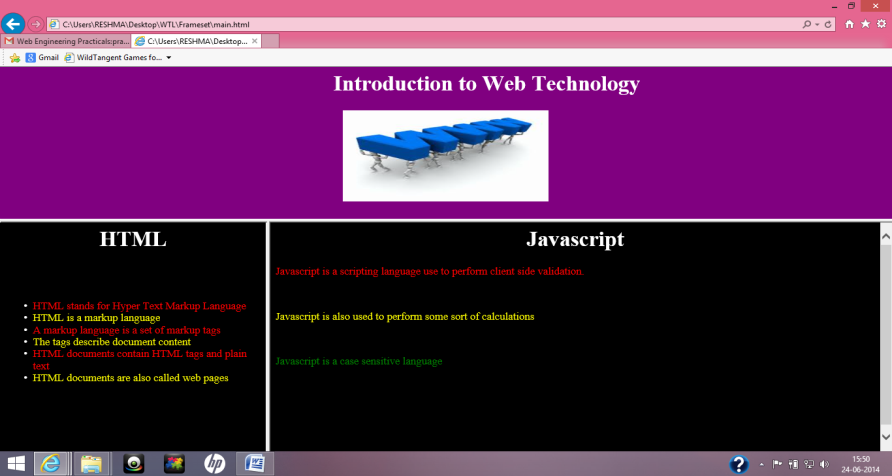 C:\Users\RESHMA\Desktop\WTL\Frameset\main.html
Web Engineering Practicals:pra...
C:\Users\RESHMA\Desktop...
Gmail
WildTangent Games fo...
Introduction to Web Technology
WWWW
HTML
HTML stands for Hyper Text Markup Language
HTML is a markup language
A markup language is a set of markup tags
The tags describe document content
HTML documents contain HTML tags and plain
text
HTML documents are also called web pages
Javascript
Javascript is a scripting language use to perform client side validation.
Javascript is also used to perform some sort of calculations
Javascript is a case sensitive language
hp
15:50
24-06-2014